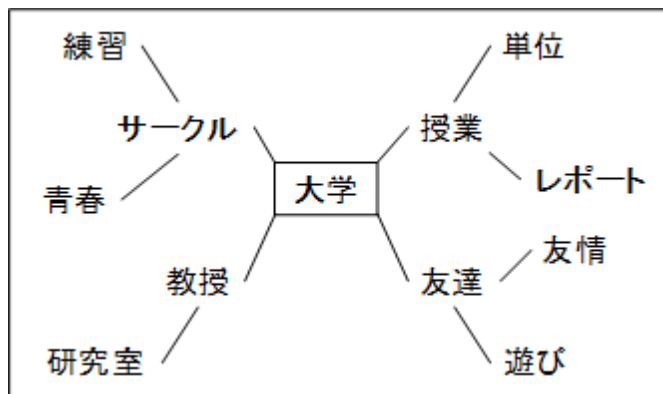 練習
単位
サークル
授業
大学
レポート
青春
友情
教授
友達
研究室
遊び